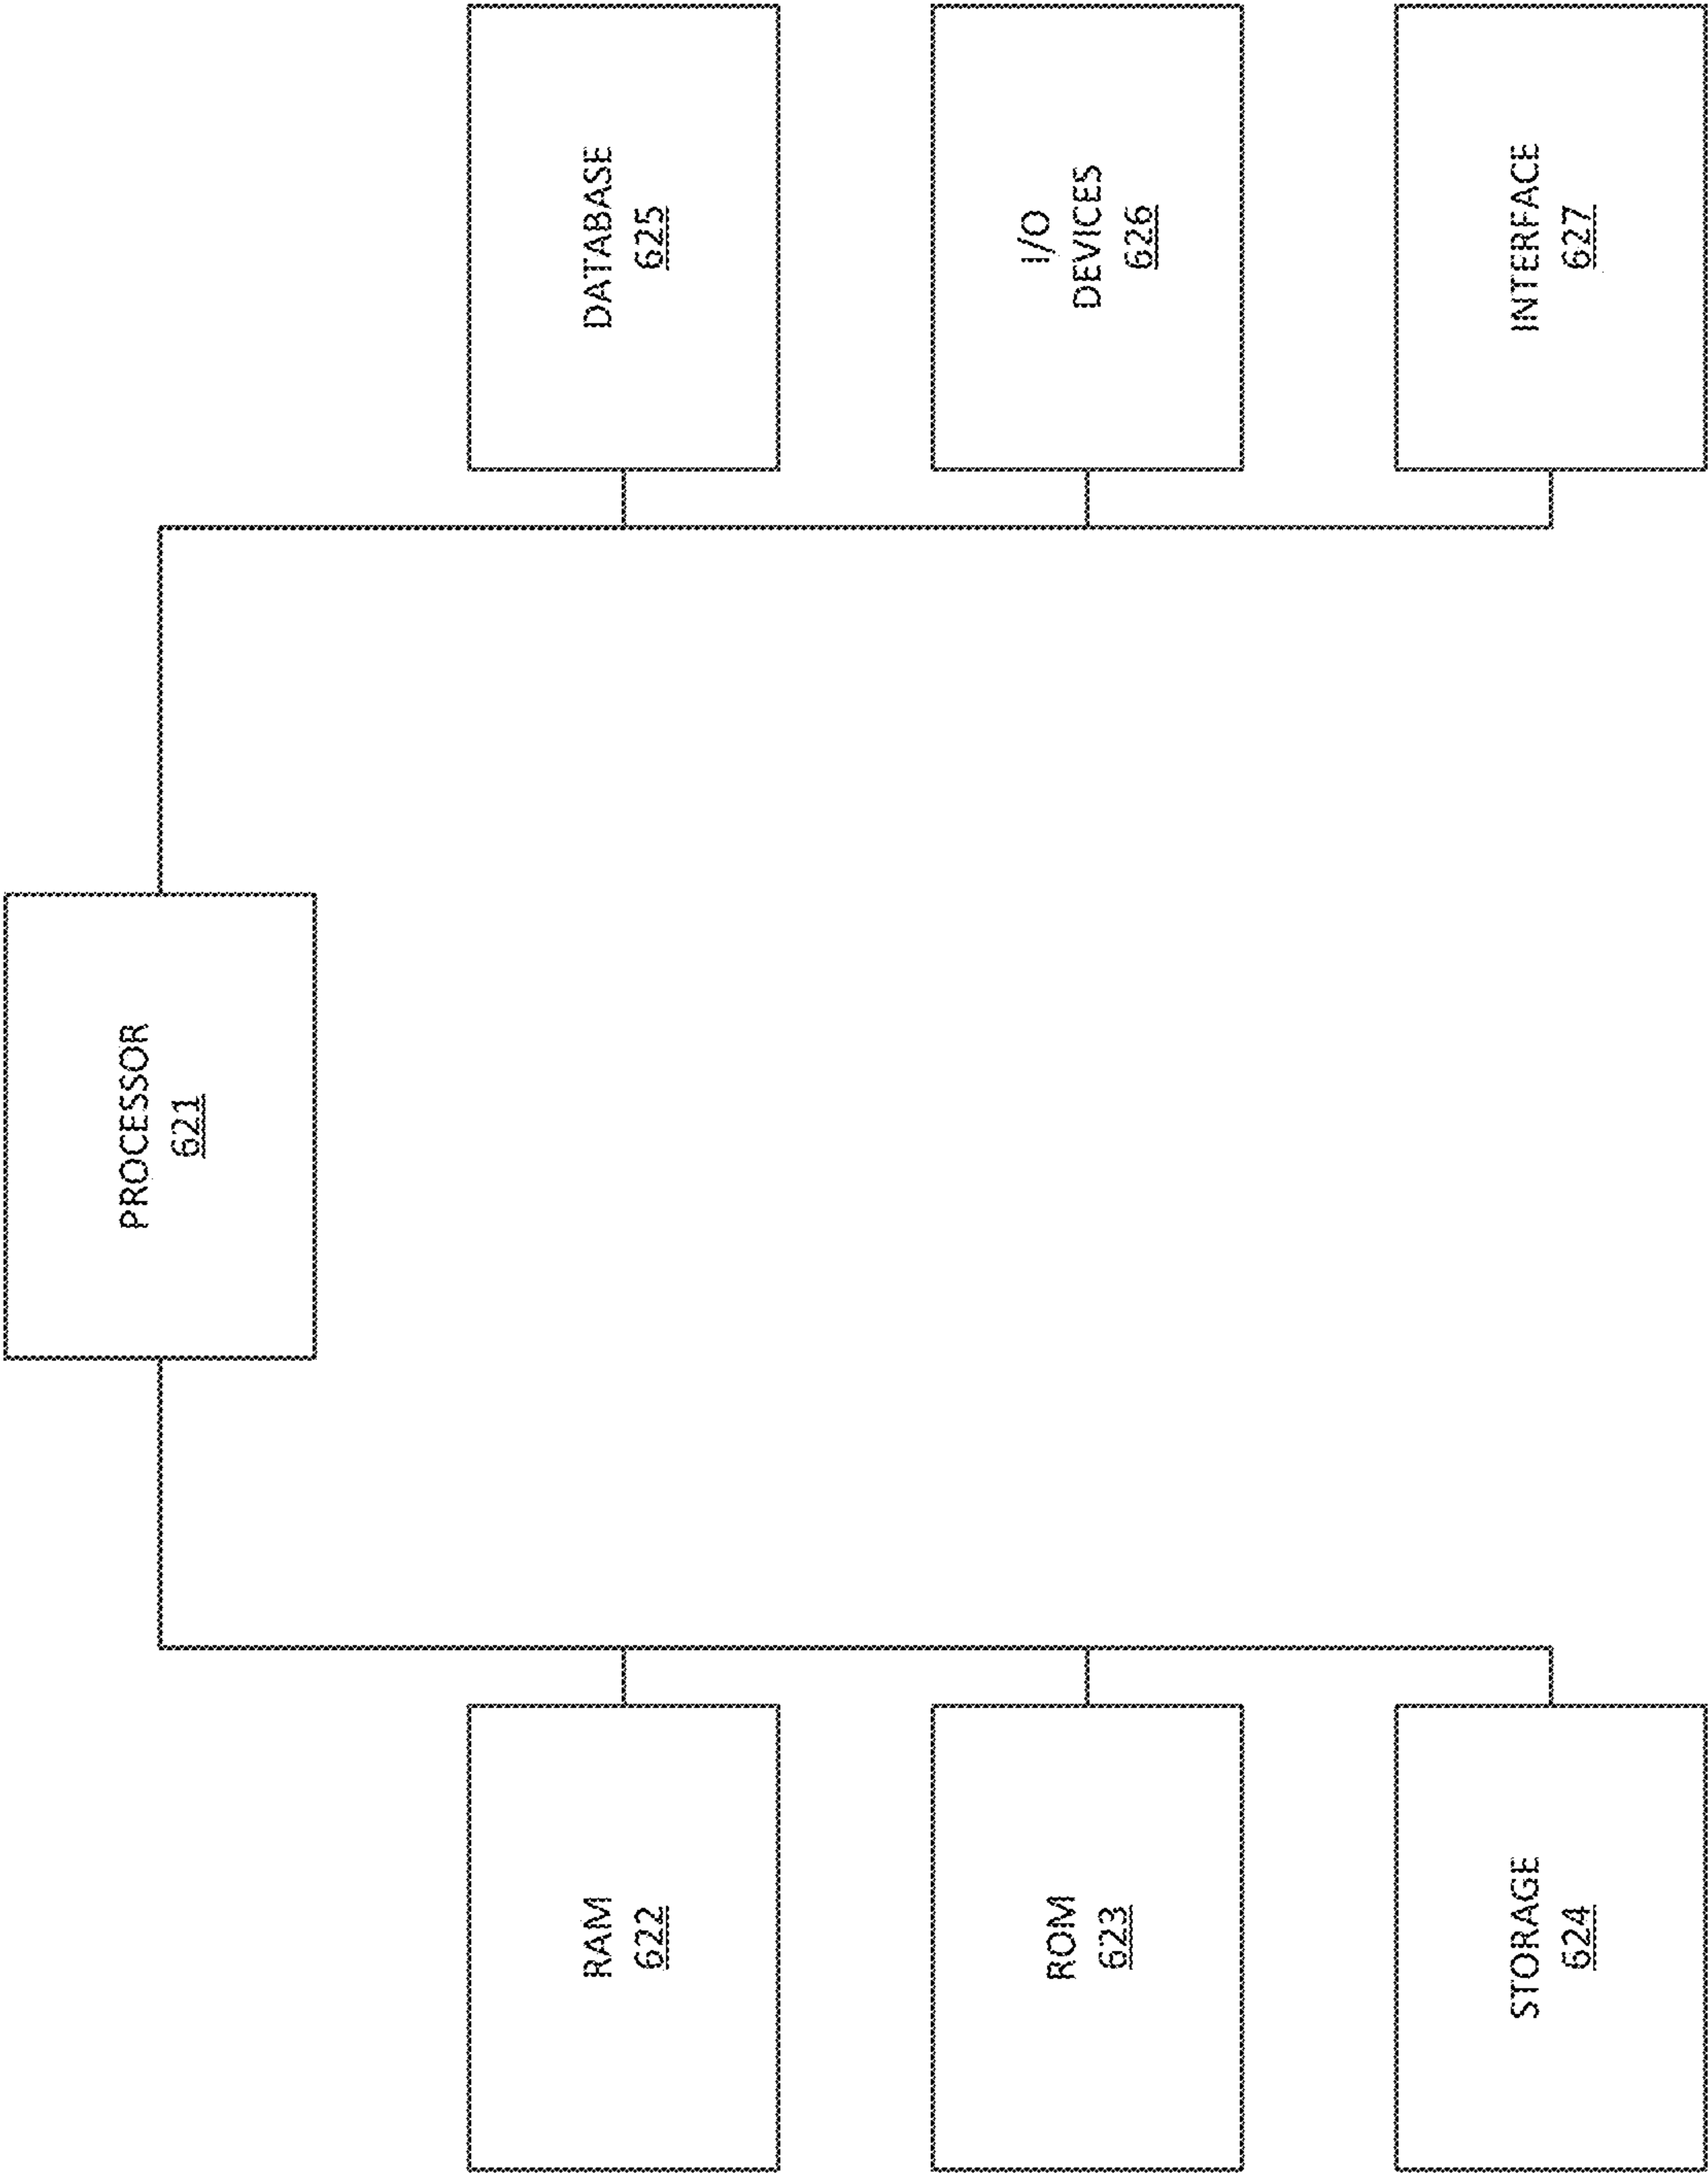 PROCESSOR
621
RAM
622
DATABASE
625
ROM
623
I/O
DEVICES
626
STORAGE
624
INTERFACE
627